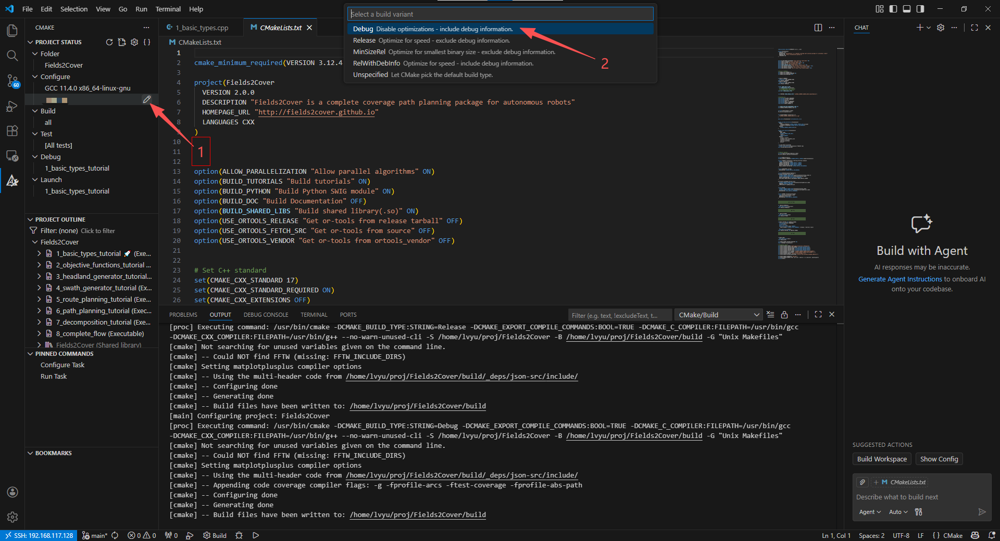 File Edit Selection View Go Run Terminal Help
Select a build variant
Debug Disable optimizations - include debug information.
Release Optimize for speed - exclude debug information.
MinSizeRel Optimize for smallest binary size - exclude debug information.
RelWithDebInfo Optimize for speed - include debug information.
Unspecified Let CMake pick the default build type.
2
CMAKE
PROJECT STATUS
Folder
Fields2Cover
Configure
GCC 11.4.0 x86_64-linux-gnu
Build
all
Test
[All tests]
Debug
1_basic_types_tutorial
Launch
1_basic_types_tutorial
60
PROJECT OUTLINE
Filter: (none) Click to filter
Fields2Cover
1_basic_types_tutorial 🚀 (Exe...
2_objective_functions_tutorial ...
3_headland_generator_tutorial...
4_swath_generator_tutorial (Ex...
5_route_planning_tutorial (Exe...
6_path_planning_tutorial (Exec...
7_decomposition_tutorial (Exe...
8_complete_flow (Executable)
Fields2Cover (Shared library)
PINNED COMMANDS
Configure Task
Run Task
BOOKMARKS
1_basic_types.cpp
CMakeLists.txt
CMakeLists.txt
1
2 cmake_minimum_required(VERSION 3.12.4
3
4 project(Fields2Cover
5 VERSION 2.0.0
6 DESCRIPTION "Fields2Cover is a complete coverage path planning package for autonomous robots"
7 HOMEPAGE_URL "http://fields2cover.github.io"
8 LANGUAGES CXX
9 )
10
11
1
12
13 option(ALLOW_PARALLELIZATION "Allow parallel algorithms" ON)
14 option(BUILD_TUTORIALS "Build tutorials" ON)
15 option(BUILD_PYTHON "Build Python SWIG module" ON)
16 option(BUILD_DOC "Build Documentation" OFF)
17 option(BUILD_SHARED_LIBS "Build shared library(.so)" ON)
18 option(USE_ORTOOLS_RELEASE "Get or-tools from release tarball" OFF)
19 option(USE_ORTOOLS_FETCH_SRC "Get or-tools from source" OFF)
20 option(USE_ORTOOLS_VENDOR "Get or-tools from ortools_vendor" OFF)
21
22
23 # Set C++ standard
24 set(CMAKE_CXX_STANDARD 17)
25 set(CMAKE_CXX_STANDARD_REQUIRED ON)
26 set(CMAKE_CXX_EXTENSIONS OFF)
PROBLEMS OUTPUT DEBUG CONSOLE TERMINAL PORTS
Filter (e.g. text, !excludeText, t...
CMake/Build
[proc] Executing command: /usr/bin/cmake -DCMAKE_BUILD_TYPE:STRING=Release -DCMAKE_EXPORT_COMPILE_COMMANDS:BOOL=TRUE -DCMAKE_C_COMPILER:FILEPATH=/usr/bin/gcc
-DCMAKE_CXX_COMPILER:FILEPATH=/usr/bin/g++ --no-warn-unused-cli -S /home/lvyu/proj/Fields2Cover -B /home/lvyu/proj/Fields2Cover/build -G "Unix Makefiles"
[cmake] Not searching for unused variables given on the command line.
[cmake] -- Could NOT find FFTW (missing: FFTW_INCLUDE_DIRS)
[cmake] Setting matplotplusplus compiler options
[cmake] -- Using the multi-header code from /home/lvyu/proj/Fields2Cover/build/_deps/json-src/include/
[cmake] -- Configuring done
[cmake] -- Generating done
[cmake] -- Build files have been written to: /home/lvyu/proj/Fields2Cover/build
[main] Configuring project: Fields2Cover
[proc] Executing command: /usr/bin/cmake -DCMAKE_BUILD_TYPE:STRING=Debug -DCMAKE_EXPORT_COMPILE_COMMANDS:BOOL=TRUE -DCMAKE_C_COMPILER:FILEPATH=/usr/bin/gcc
-DCMAKE_CXX_COMPILER:FILEPATH=/usr/bin/g++ --no-warn-unused-cli -S /home/lvyu/proj/Fields2Cover -B /home/lvyu/proj/Fields2Cover/build -G "Unix Makefiles"
[cmake] Not searching for unused variables given on the command line.
[cmake] -- Could NOT find FFTW (missing: FFTW_INCLUDE_DIRS)
[cmake] Setting matplotplusplus compiler options
[cmake] -- Using the multi-header code from /home/lvyu/proj/Fields2Cover/build/_deps/json-src/include/
[cmake] -- Appending code coverage compiler flags: -g -fprofile-arcs -ftest-coverage -fprofile-abs-path
[cmake] -- Configuring done
[cmake] -- Generating done
[cmake] -- Build files have been written to: /home/lvyu/proj/Fields2Cover/build
CHAT
Build with Agent
AI responses may be inaccurate.
Generate Agent Instructions to onboard AI
onto your codebase.
SUGGESTED ACTIONS
Build Workspace Show Config
CMakeLists.txt
Describe what to build next
Agent Auto
SSH: 192.168.117.128 main* 0 0 0 Build
Ln 1, Col 1 Spaces: 2 UTF-8 LF { } CMake